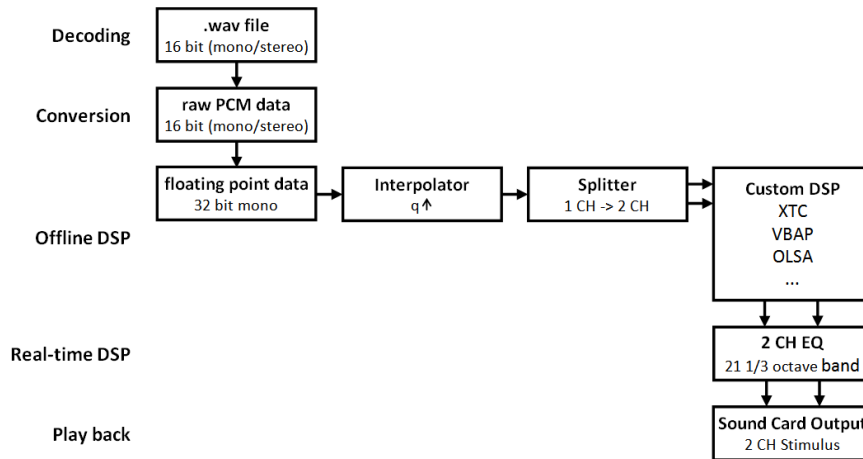 Decoding
.wav file
16 bit (mono/stereo)
Conversion
raw PCM data
16 bit (mono/stereo)
Offline DSP
floating point data
32 bit mono
Interpolator
q↑
Splitter
1 CH -> 2 CH
Custom DSP
XTC
VBAP
OLSA
...
Real-time DSP
2 CH EQ
21 1/3 octave band
Play back
Sound Card Output
2 CH Stimulus